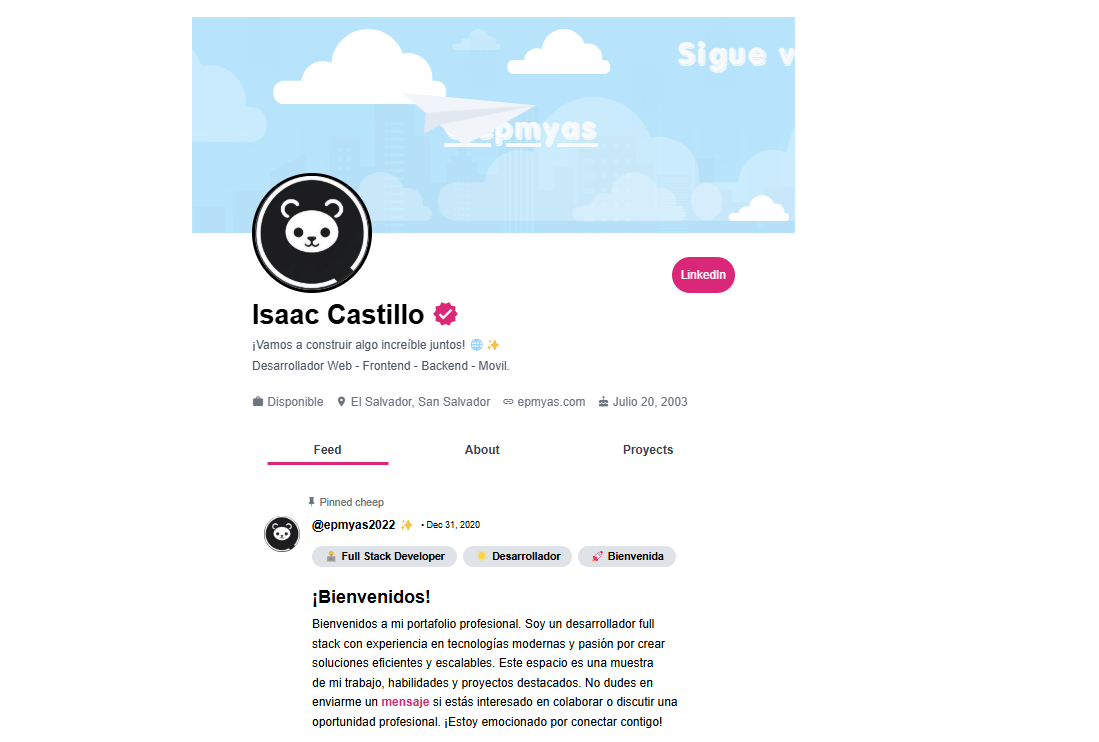 Sigue v
epmyas
LinkedIn
Isaac Castillo
¡Vamos a construir algo increíble juntos! 🌐 ✨
Desarrollador Web - Frontend - Backend - Movil.
Disponible El Salvador, San Salvador epmyas.com Julio 20, 2003
Feed About Proyects
Pinned cheep
@epmyas2022 ✨ • Dec 31, 2020
Full Stack Developer Desarrollador 🚀 Bienvenida
¡Bienvenidos!
Bienvenidos a mi portafolio profesional. Soy un desarrollador full
stack con experiencia en tecnologías modernas y pasión por crear
soluciones eficientes y escalables. Este espacio es una muestra
de mi trabajo, habilidades y proyectos destacados. No dudes en
enviarme un mensaje si estás interesado en colaborar o discutir una
oportunidad profesional. ¡Estoy emocionado por conectar contigo!